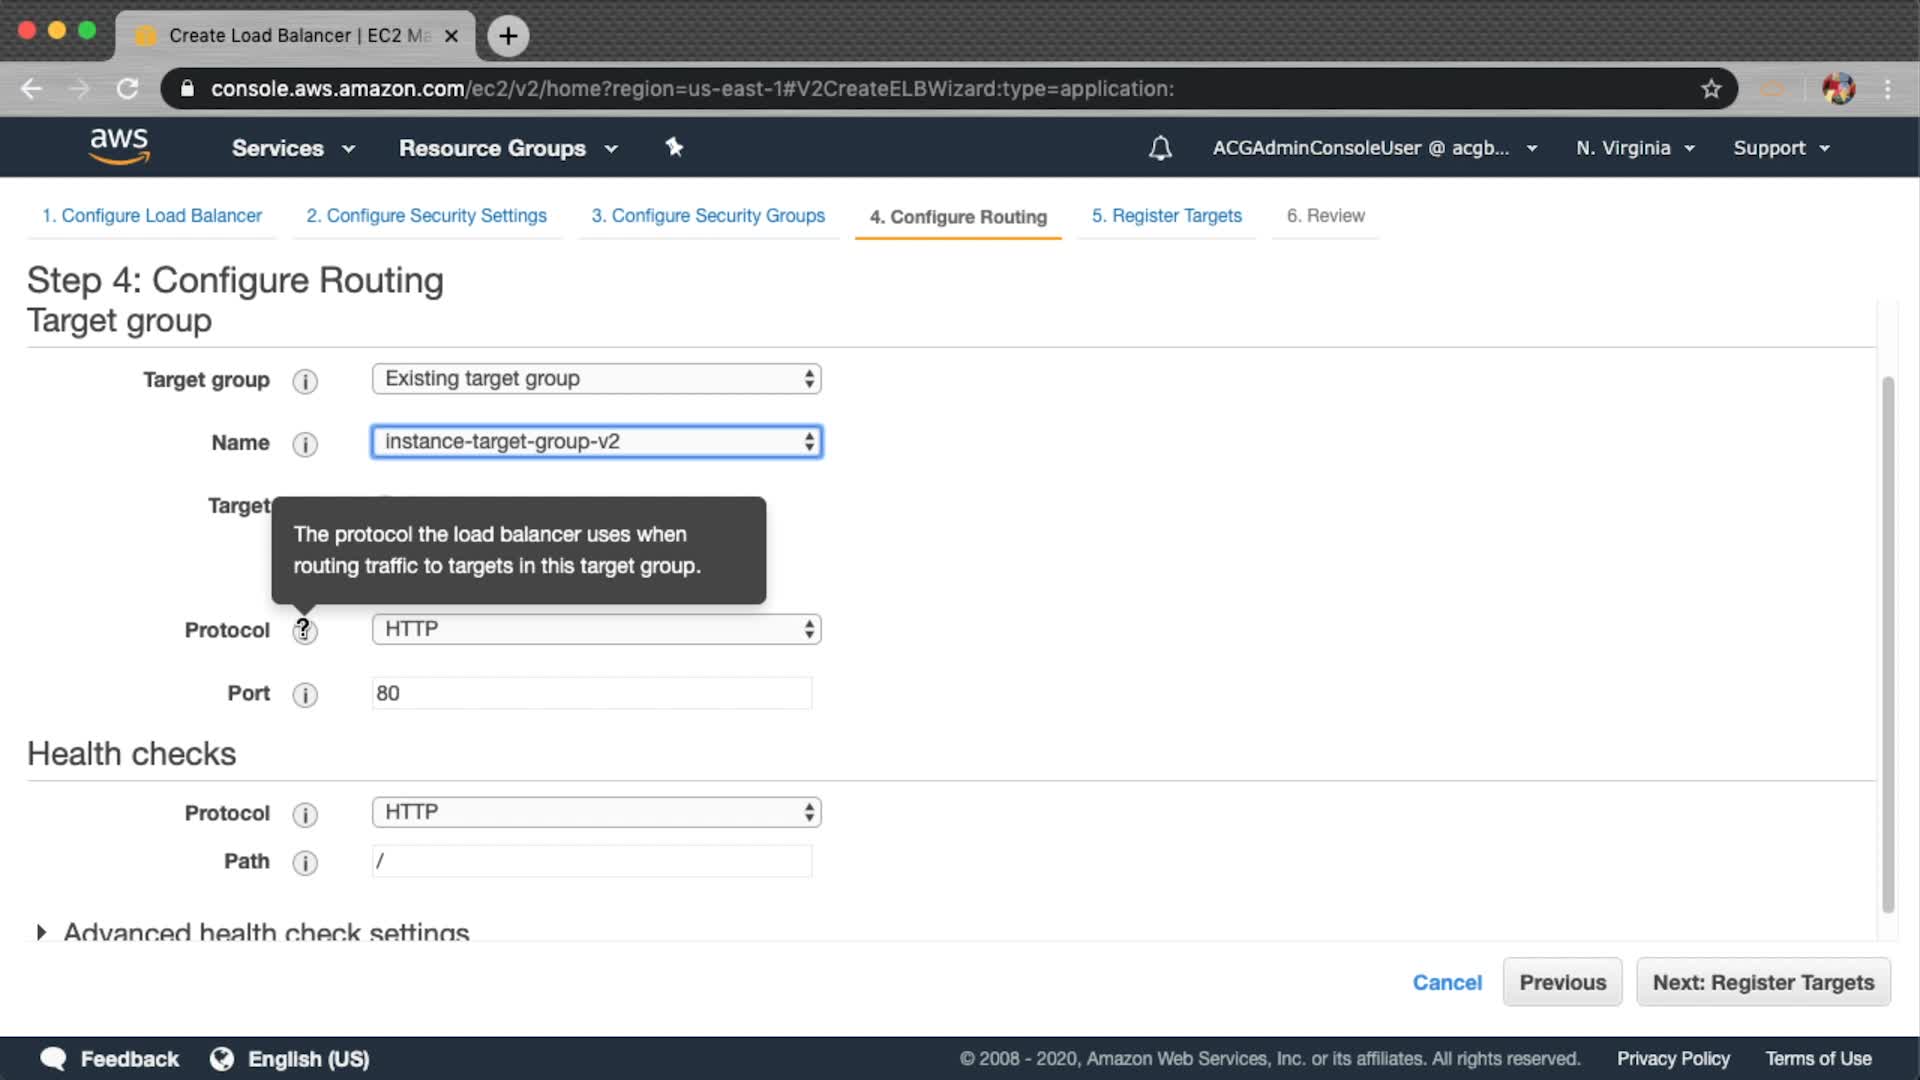 Create Load Balancer | EC2 Ma
console.aws.amazon.com/ec2/v2/home?region=us-east-1#V2CreateELBWizard:type=application:
aws
Services
Resource Groups
ACGAdminConsoleUser @ acgb...
N. Virginia
Support
1. Configure Load Balancer
2. Configure Security Settings
3. Configure Security Groups
4. Configure Routing
5. Register Targets
6. Review
Step 4: Configure Routing
Target group
Target group
Existing target group
Name
instance-target-group-v2
Target
The protocol the load balancer uses when
routing traffic to targets in this target group.
Protocol
HTTP
Port
80
Health checks
Protocol
HTTP
Path
/
Advanced health check settings
Cancel
Previous
Next: Register Targets
Feedback
English (US)
© 2008 - 2020, Amazon Web Services, Inc. or its affiliates. All rights reserved.
Privacy Policy
Terms of Use